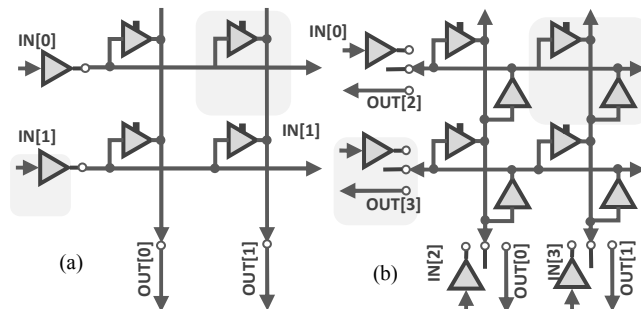 IN[0]
IN[1]
IN[1]
(a)
OUT[0]
OUT[1]
IN[0]
OUT[2]
OUT[3]
(b)
IN[2]
OUT[0]
IN[3]
OUT[1]